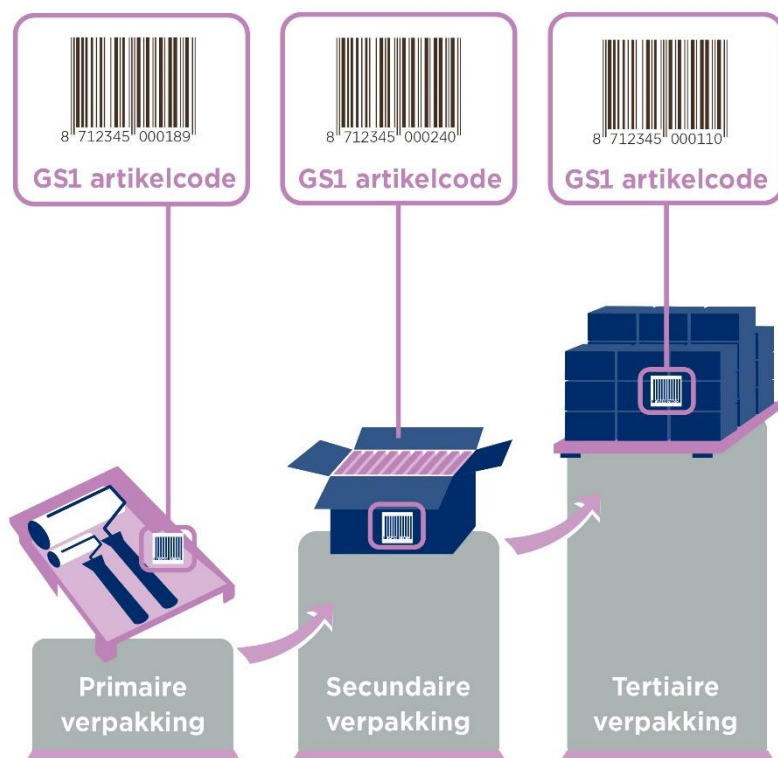 8 712345 000189
GS1 artikelcode
8 712345 000240
GS1 artikelcode
8 712345 000110
GS1 artikelcode
Primaire
verpakking
Secundaire
verpakking
Tertiaire
verpakking